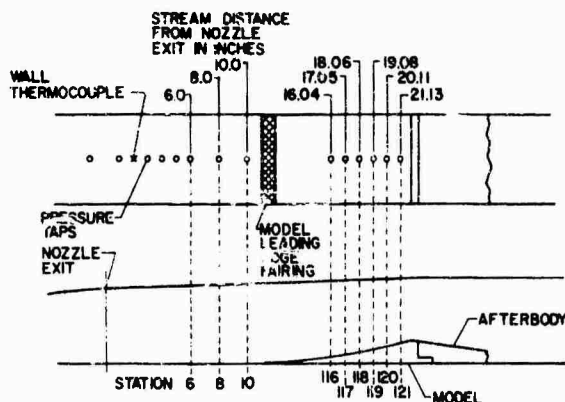 STREAM DISTANCE
FROM NOZZLE
EXIT IN INCHES
10.0
8.0
6.0
18.06
17.05
16.04
19.08
20.11
21.13
WALL
THERMOCOUPLE
PRESSURE
TAPS
NOZZLE
EXIT
MODEL
LEADING
EDGE
FAIRING
AFTERBODY
STATION 6 8 10 116 118 120
117 119 121 MODEL